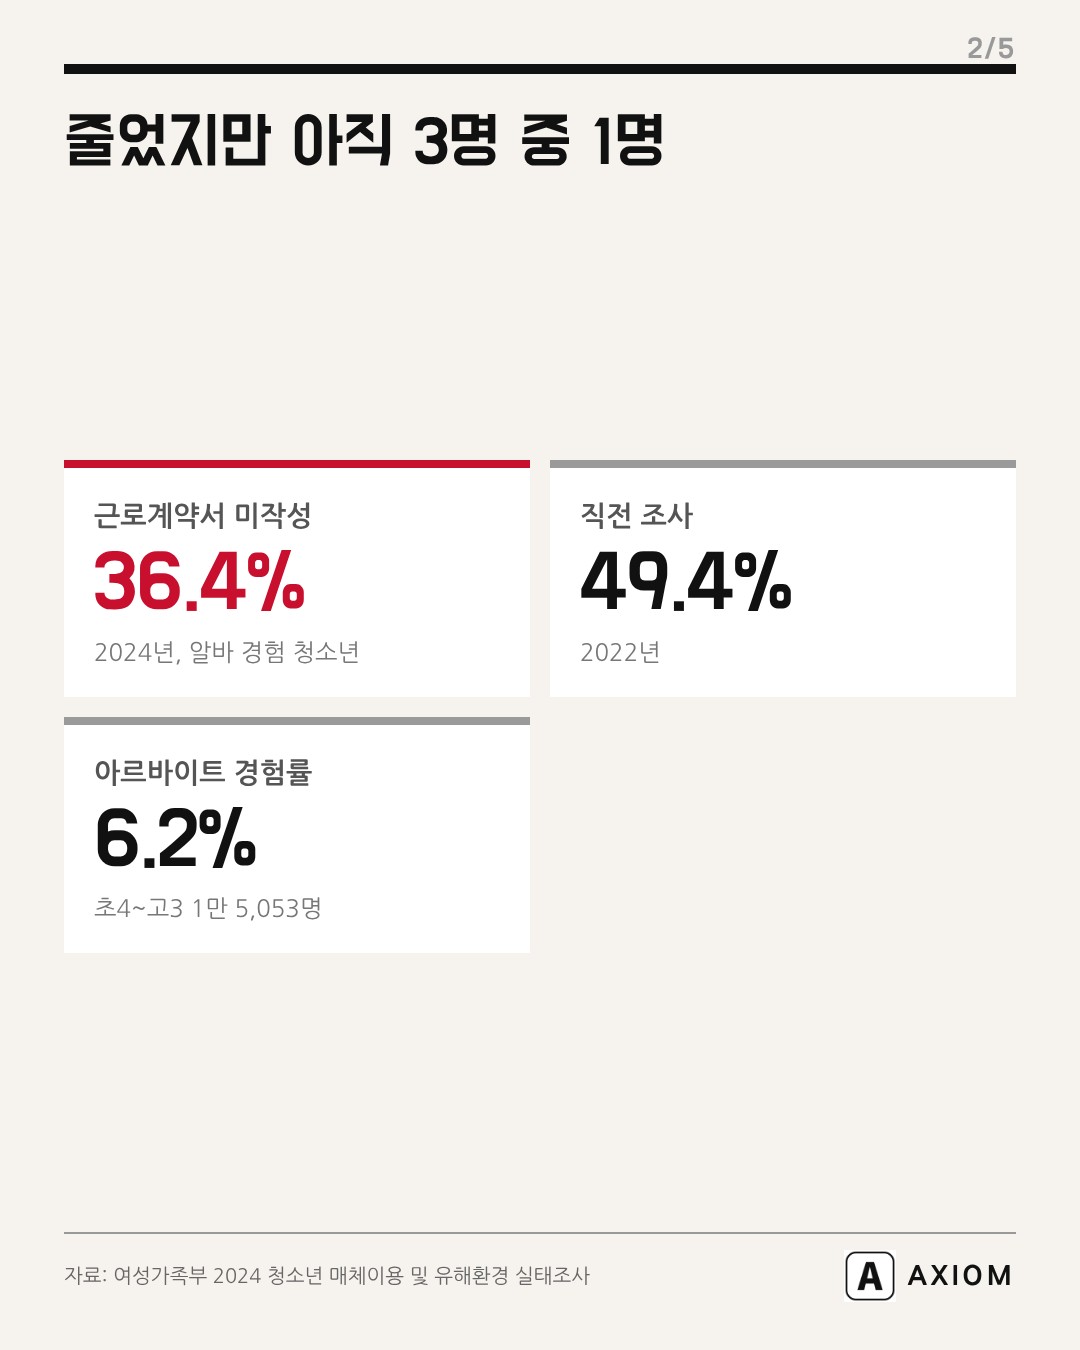 2/5
줄었지만 아직 3명 중 1명
근로계약서 미작성
36.4%
2024년, 알바 경험 청소년
직전 조사
49.4%
2022년
아르바이트 경험률
6.2%
초4~고3 1만 5,053명
자료: 여성가족부 2024 청소년 매체이용 및 유해환경 실태조사
A AXIOM